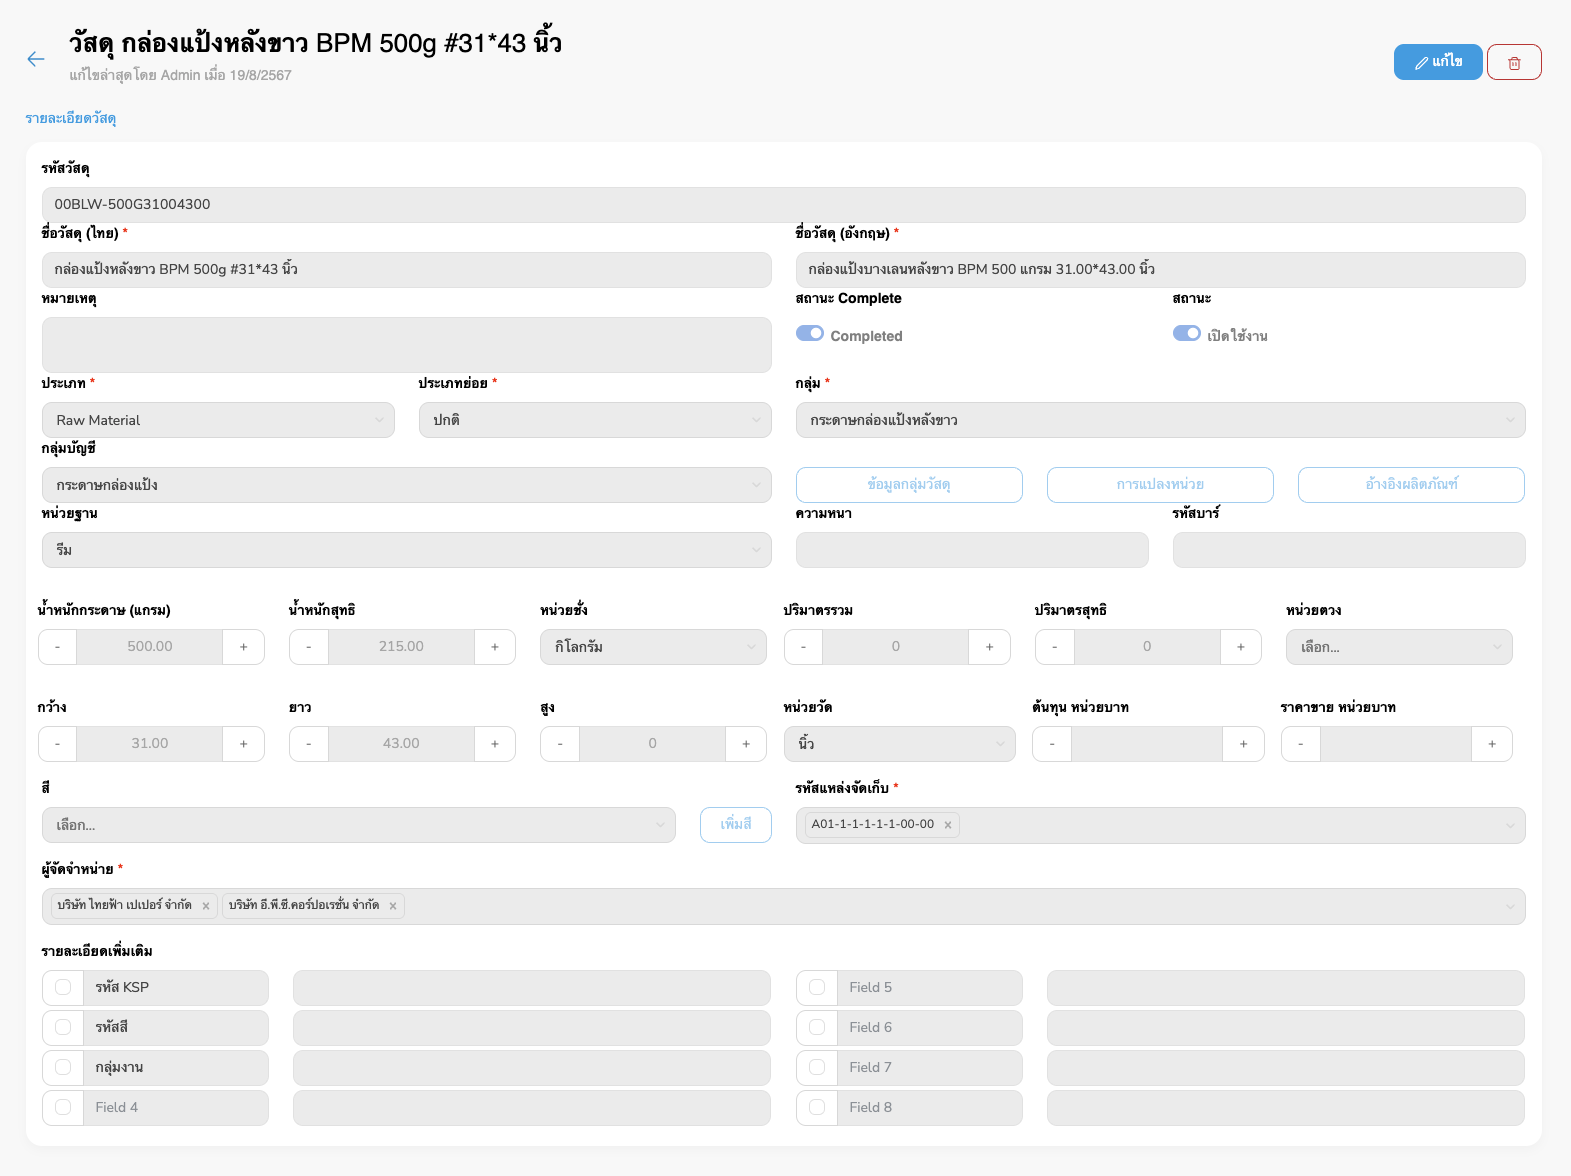 วัสดุ กล่องแป้งหลังขาว BPM 500g #31*43 นิ้ว
แก้ไขล่าสุดโดย Admin เมื่อ 19/8/2567
แก้ไข
รายละเอียดวัสดุ
รหัสวัสดุ
00BLW-500G31004300
ชื่อวัสดุ (ไทย) * ชื่อวัสดุ (อังกฤษ) *
กล่องแป้งหลังขาว BPM 500g #31*43 นิ้ว กล่องแป้งบางเลนหลังขาว BPM 500 แกรม 31.00*43.00 นิ้ว
หมายเหตุ สถานะ Complete สถานะ
Completed เปิดใช้งาน
ประเภท * ประเภทย่อย * กลุ่ม *
Raw Material ปกติ กระดาษกล่องแป้งหลังขาว
กลุ่มบัญชี
กระดาษกล่องแป้ง ข้อมูลกลุ่มวัสดุ การแปลงหน่วย อ้างอิงผลิตภัณฑ์
หน่วยฐาน ความหนา รหัสบาร์
รีม
น้ำหนักกระดาษ (แกรม) น้ำหนักสุทธิ หน่วยชั่ง ปริมาตรรวม ปริมาตรสุทธิ หน่วยตวง
- 500.00 + - 215.00 + กิโลกรัม - 0 + - 0 + เลือก...
กว้าง ยาว สูง หน่วยวัด ต้นทุน หน่วยบาท ราคาขาย หน่วยบาท
- 31.00 + - 43.00 + - 0 + นิ้ว - + - +
สี รหัสแหล่งจัดเก็บ *
เลือก... เพิ่มสี A01-1-1-1-1-1-00-00 ×
ผู้จัดจำหน่าย *
บริษัท ไทยฟ้า เปเปอร์ จำกัด × บริษัท อี.พี.ซี.คอร์ปอเรชั่น จำกัด ×
รายละเอียดเพิ่มเติม
รหัส KSP Field 5
รหัสสี Field 6
กลุ่มงาน Field 7
Field 4 Field 8